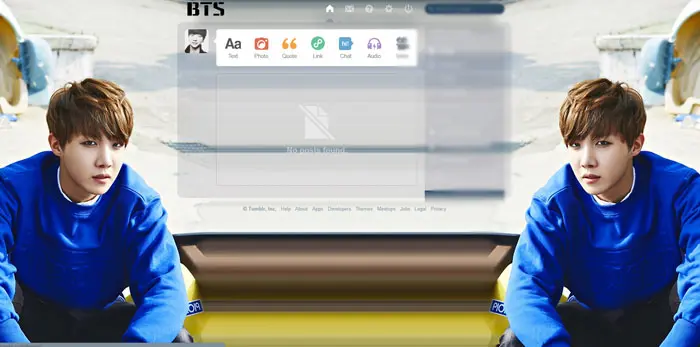 BTS
Aa
Text Photo Quote Link Chat Audio
No posts found.
© Tumblr, Inc. Help About Apps Developers Themes Meetups Jobs Legal Privacy